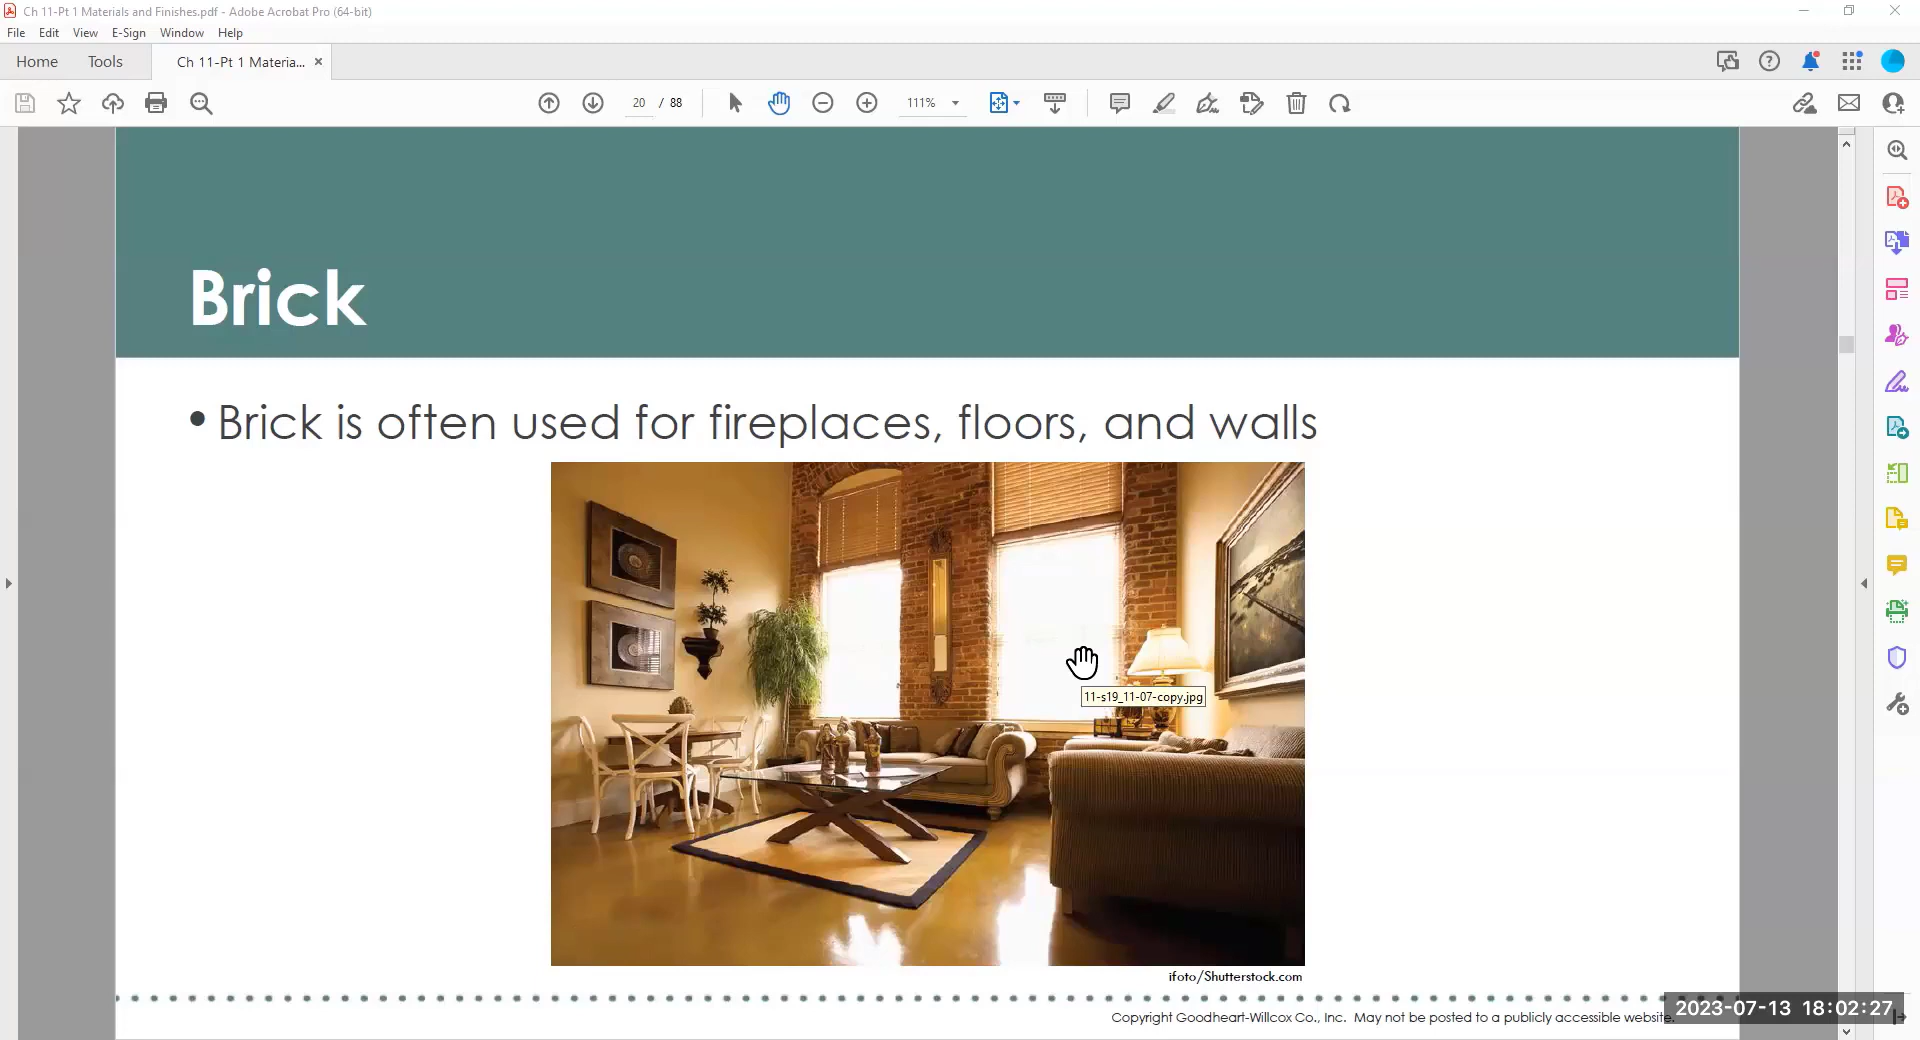 Ch 11-Pt 1 Materials and Finishes.pdf - Adobe Acrobat Pro (64-bit)
File Edit View E-Sign Window Help
Home Tools Ch 11-Pt 1 Materia... ×
20 / 88 111%
Brick
• Brick is often used for fireplaces, floors, and walls
11-s19_11-07-copy.jpg
ifoto/Shutterstock.com
Copyright Goodheart-Willcox Co., Inc. May not be posted to a publicly accessible website.
2023-07-13 18:02:27